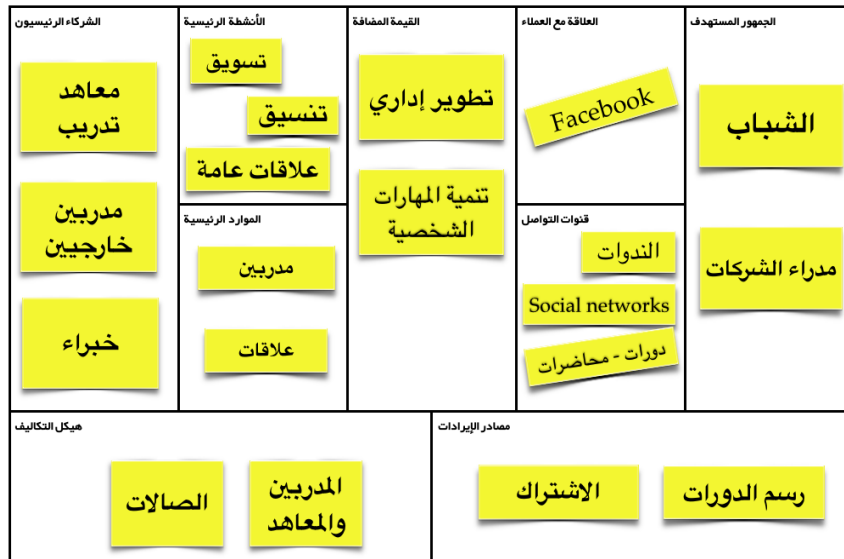 الجمهور المستهدف
الشباب
مدراء الشركات
العلاقة مع العملاء
Facebook
قنوات التواصل
الندوات
Social networks
دورات - محاضرات
القيمة المضافة
تطوير إداري
تنمية المهارات
الشخصية
الأنشطة الرئيسية
تسويق
تنسيق
علاقات عامة
الموارد الرئيسية
مدربين
علاقات
الشركاء الرئيسيون
معاهد
تدريب
مدربين
خارجيين
خبراء
مصادر الإيرادات
رسم الدورات
الاشتراك
هيكل التكاليف
المدربين
والمعاهد
الصالات